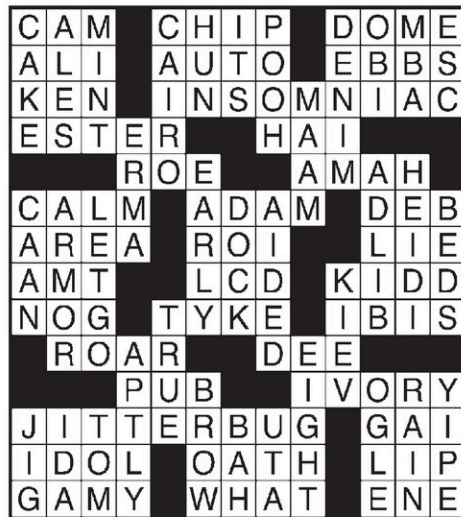 CAM CHIP DOME
ALI AUTO EBBS
KEN INSOMNIAC
ESTER HAI
ROE AMAH
CALM ADAM DEB
AREA ROI LIE
AMT LCD KIDD
NOG TYKE IBIS
ROAR DEE
PUB IVORY
JITTERBUG GAI
IDOL OATH LIP
GAMY WHAT ENE